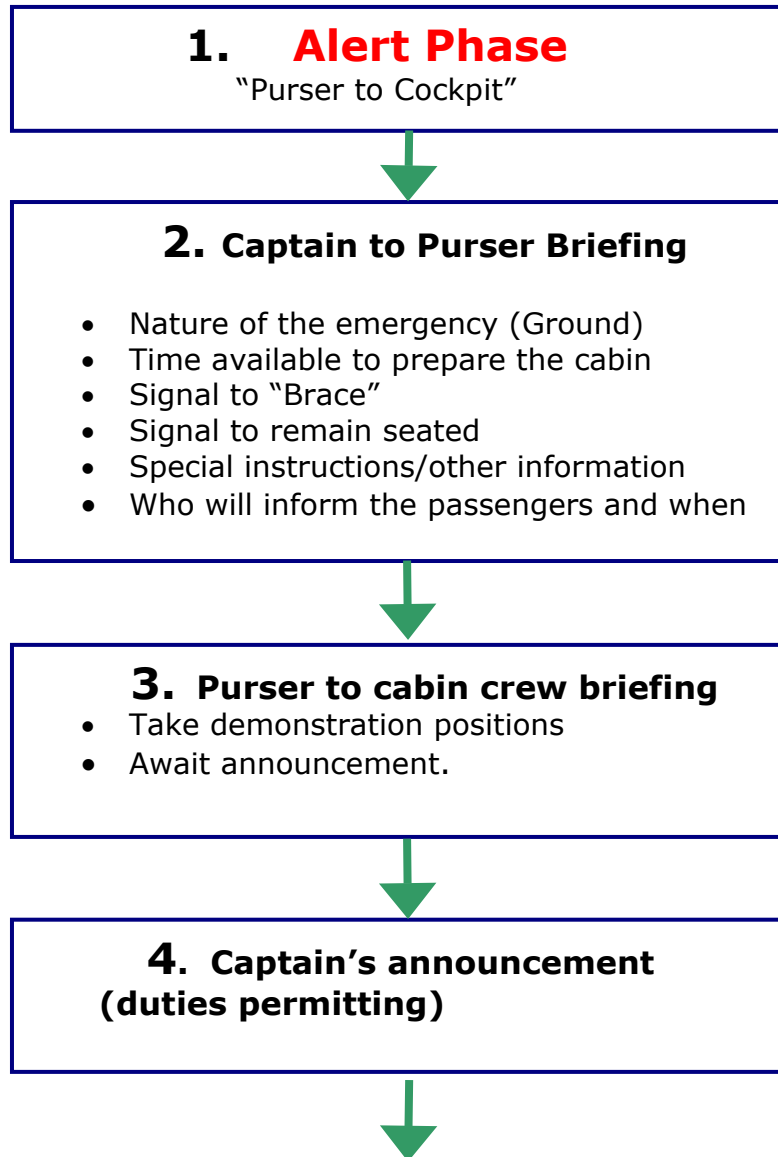 1. Alert Phase
“Purser to Cockpit”
2. Captain to Purser Briefing
• Nature of the emergency (Ground)
• Time available to prepare the cabin
• Signal to “Brace”
• Signal to remain seated
• Special instructions/other information
• Who will inform the passengers and when
3. Purser to cabin crew briefing
• Take demonstration positions
• Await announcement.
4. Captain’s announcement
(duties permitting)